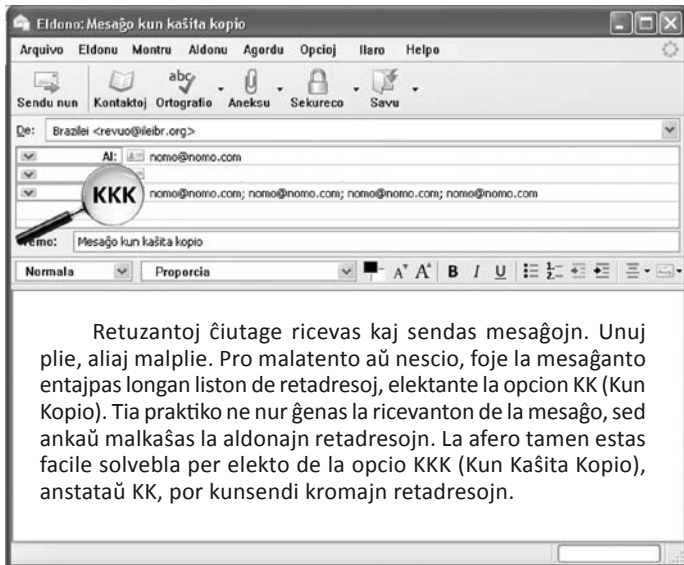 Eldono: Mesaĝo kun kaŝita kopio
Arquivo Eldonu Montru Aldonu Agordu Opcioj Ilaro Helpo
abc
Sendu nun Kontaktoj Ortografio Aneksu Sekureco Savu
De: Brazilei <revuo@ileibr.org>
Al: nomo@nomo.com
KKK nomo@nomo.com; nomo@nomo.com; nomo@nomo.com; nomo@nomo.com
Mesaĝo kun kaŝita kopio
Normala Proporcia A A B I U
Retuzantoj ĉiutage ricevas kaj sendas mesaĝojn. Unuj
plie, aliaj malplie. Pro malatento aŭ nescio, foje la mesaĝanto
entajpas longan liston de retadresoj, elektante la opcion KK (Kun
Kopio). Tia praktiko ne nur ĝenas la ricevanton de la mesaĝo, sed
ankaŭ malkaŝas la aldonajn retadresojn. La afero tamen estas
facile solvebla per elekto de la opcio KKK (Kun Kaŝita Kopio),
anstataŭ KK, por kunsendi kromajn retadresojn.